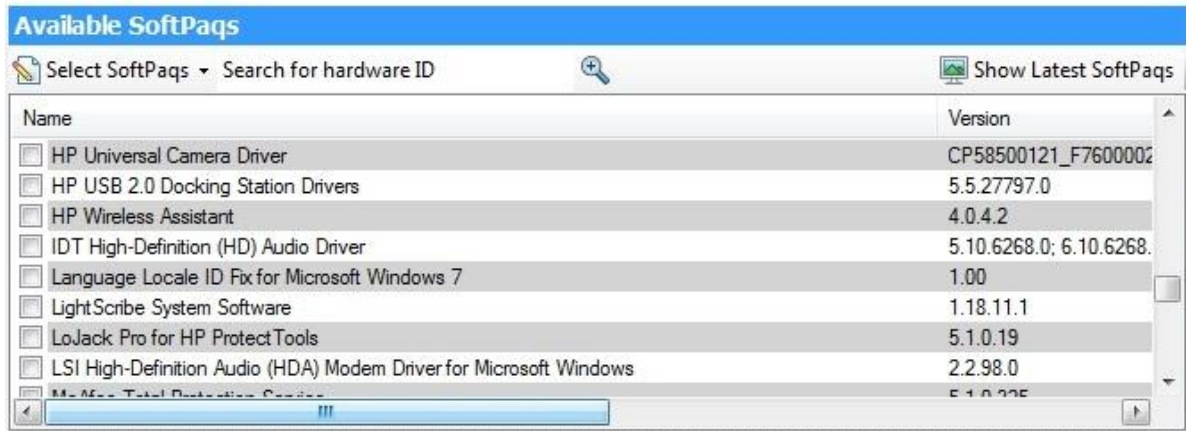 Available SoftPaqs
Select SoftPaqs Search for hardware ID Show Latest SoftPaqs
Name Version
HP Universal Camera Driver CP58500121_F7600002
HP USB 2.0 Docking Station Drivers 5.5.27797.0
HP Wireless Assistant 4.0.4.2
IDT High-Definition (HD) Audio Driver 5.10.6268.0; 6.10.6268.
Language Locale ID Fix for Microsoft Windows 7 1.00
LightScribe System Software 1.18.11.1
LoJack Pro for HP ProtectTools 5.1.0.19
LSI High-Definition Audio (HDA) Modem Driver for Microsoft Windows 2.2.98.0
McAfee Total Protection Service